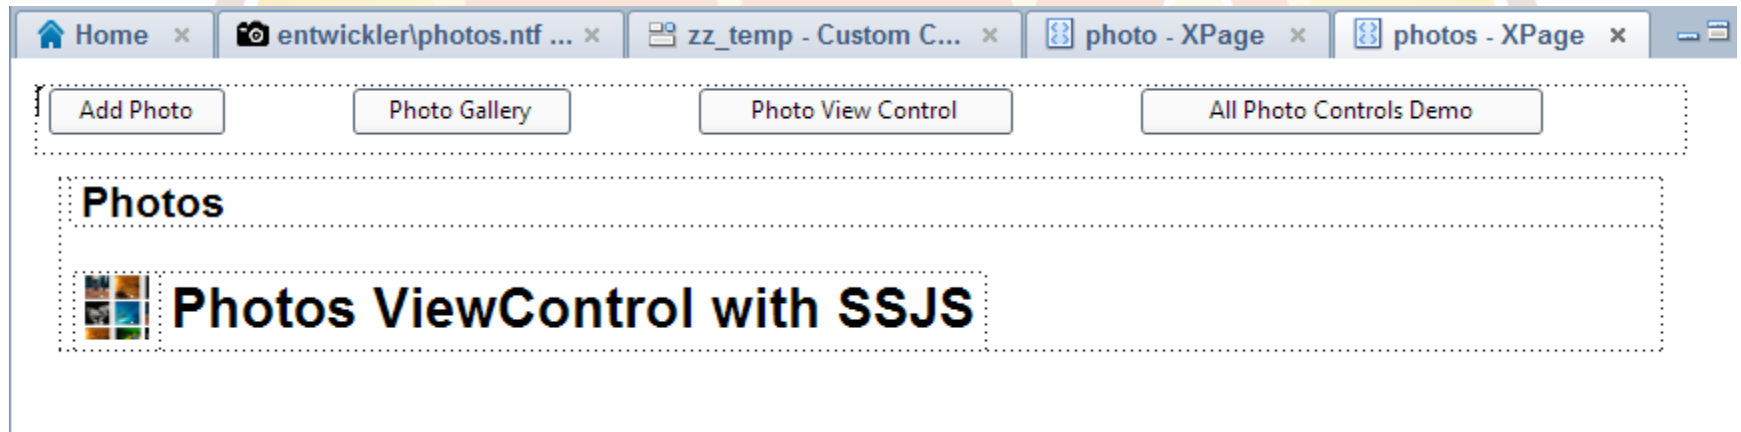 Home entwickler\photos.ntf ... zz_temp - Custom C... photo - XPage photos - XPage
Add Photo Photo Gallery Photo View Control All Photo Controls Demo
Photos
Photos ViewControl with SSJS